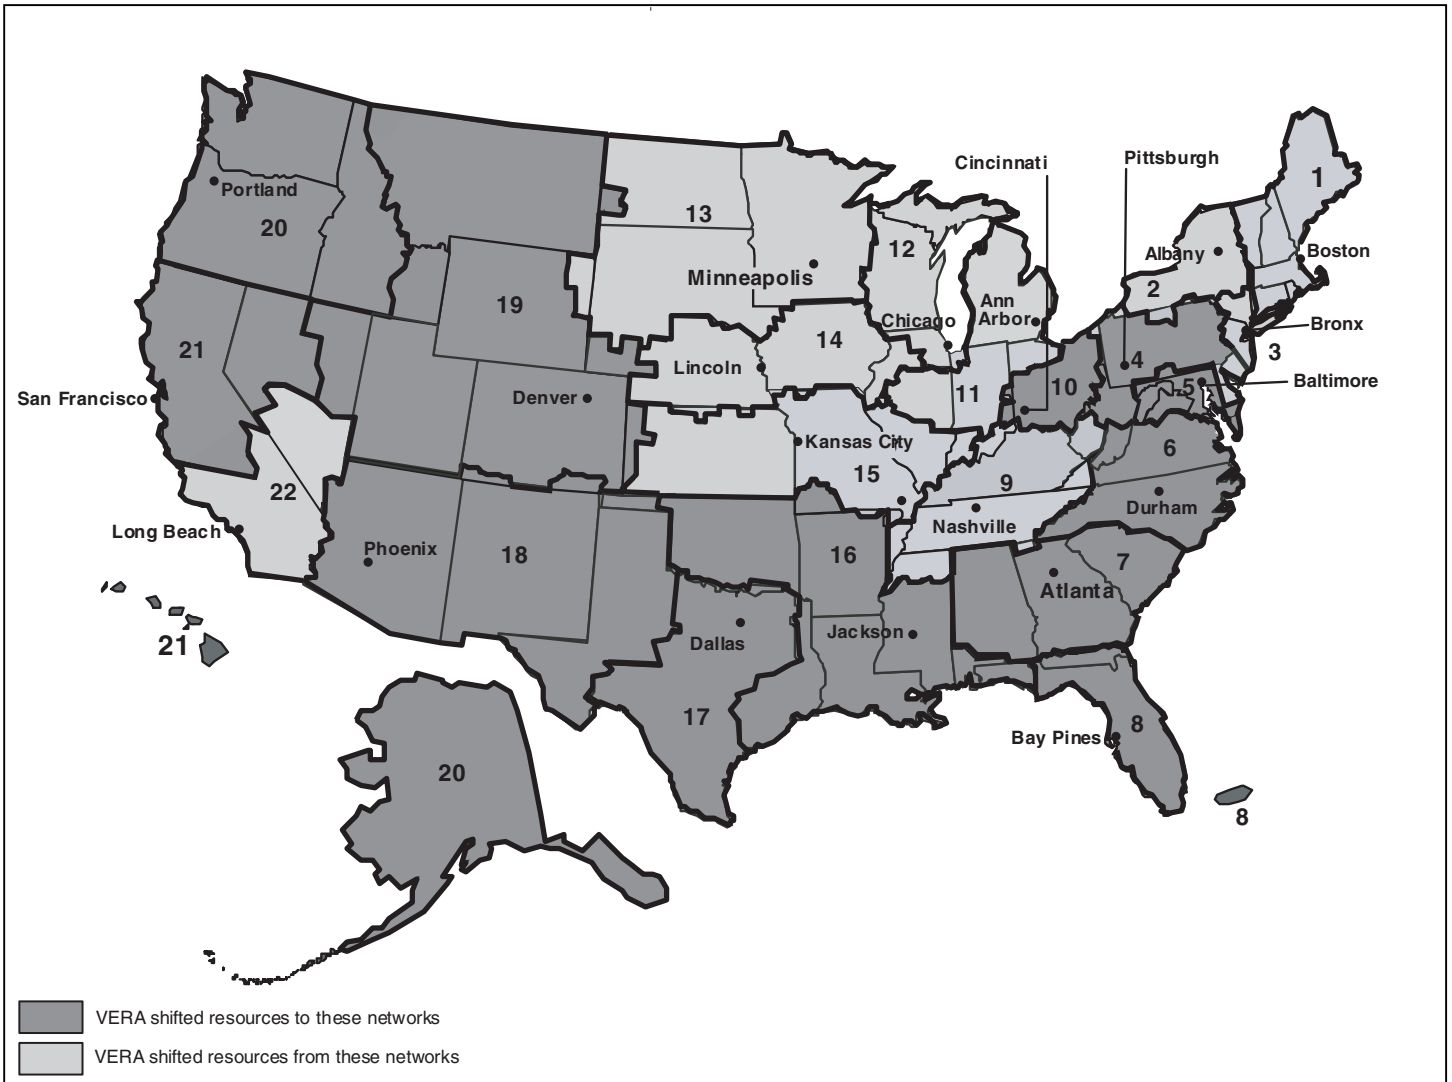 Cincinnati
Pittsburgh
1
Portland
20
13
12
Albany
Boston
Minneapolis
2
19
Ann
Arbor
Chicago
Bronx
21
14
3
4
Lincoln
11
10
5
Baltimore
San Francisco
Denver
Kansas City
6
15
9
22
Durham
Long Beach
Nashville
Phoenix
18
16
7
Atlanta
21
Dallas
Jackson
17
8
Bay Pines
20
8
VERA shifted resources to these networks
VERA shifted resources from these networks